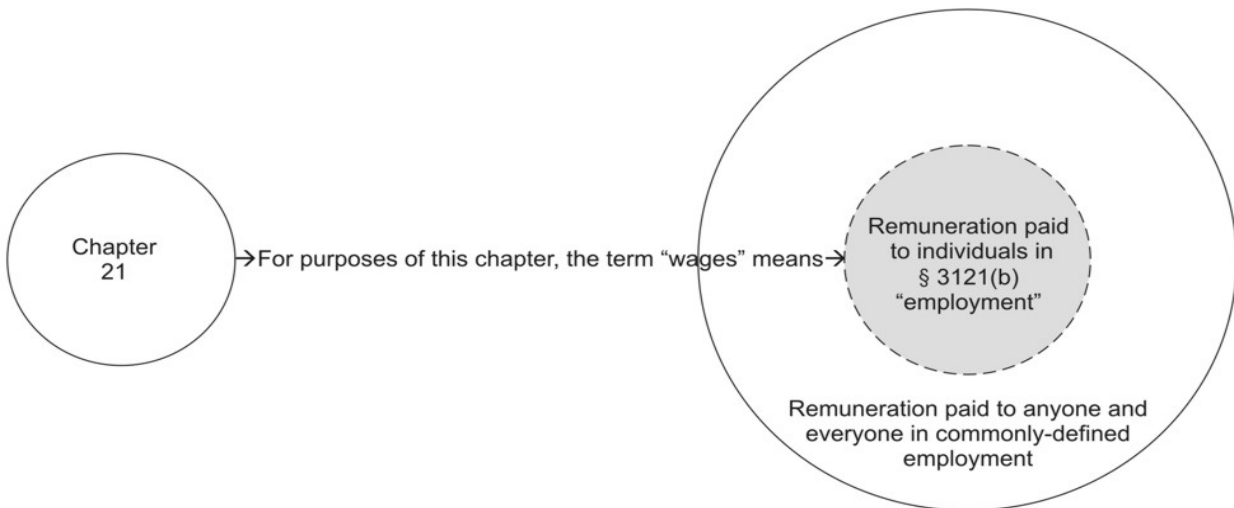 Chapter
21
→For purposes of this chapter, the term “wages” means→
Remuneration paid
to individuals in
§ 3121(b)
“employment”
Remuneration paid to anyone and
everyone in commonly-defined
employment